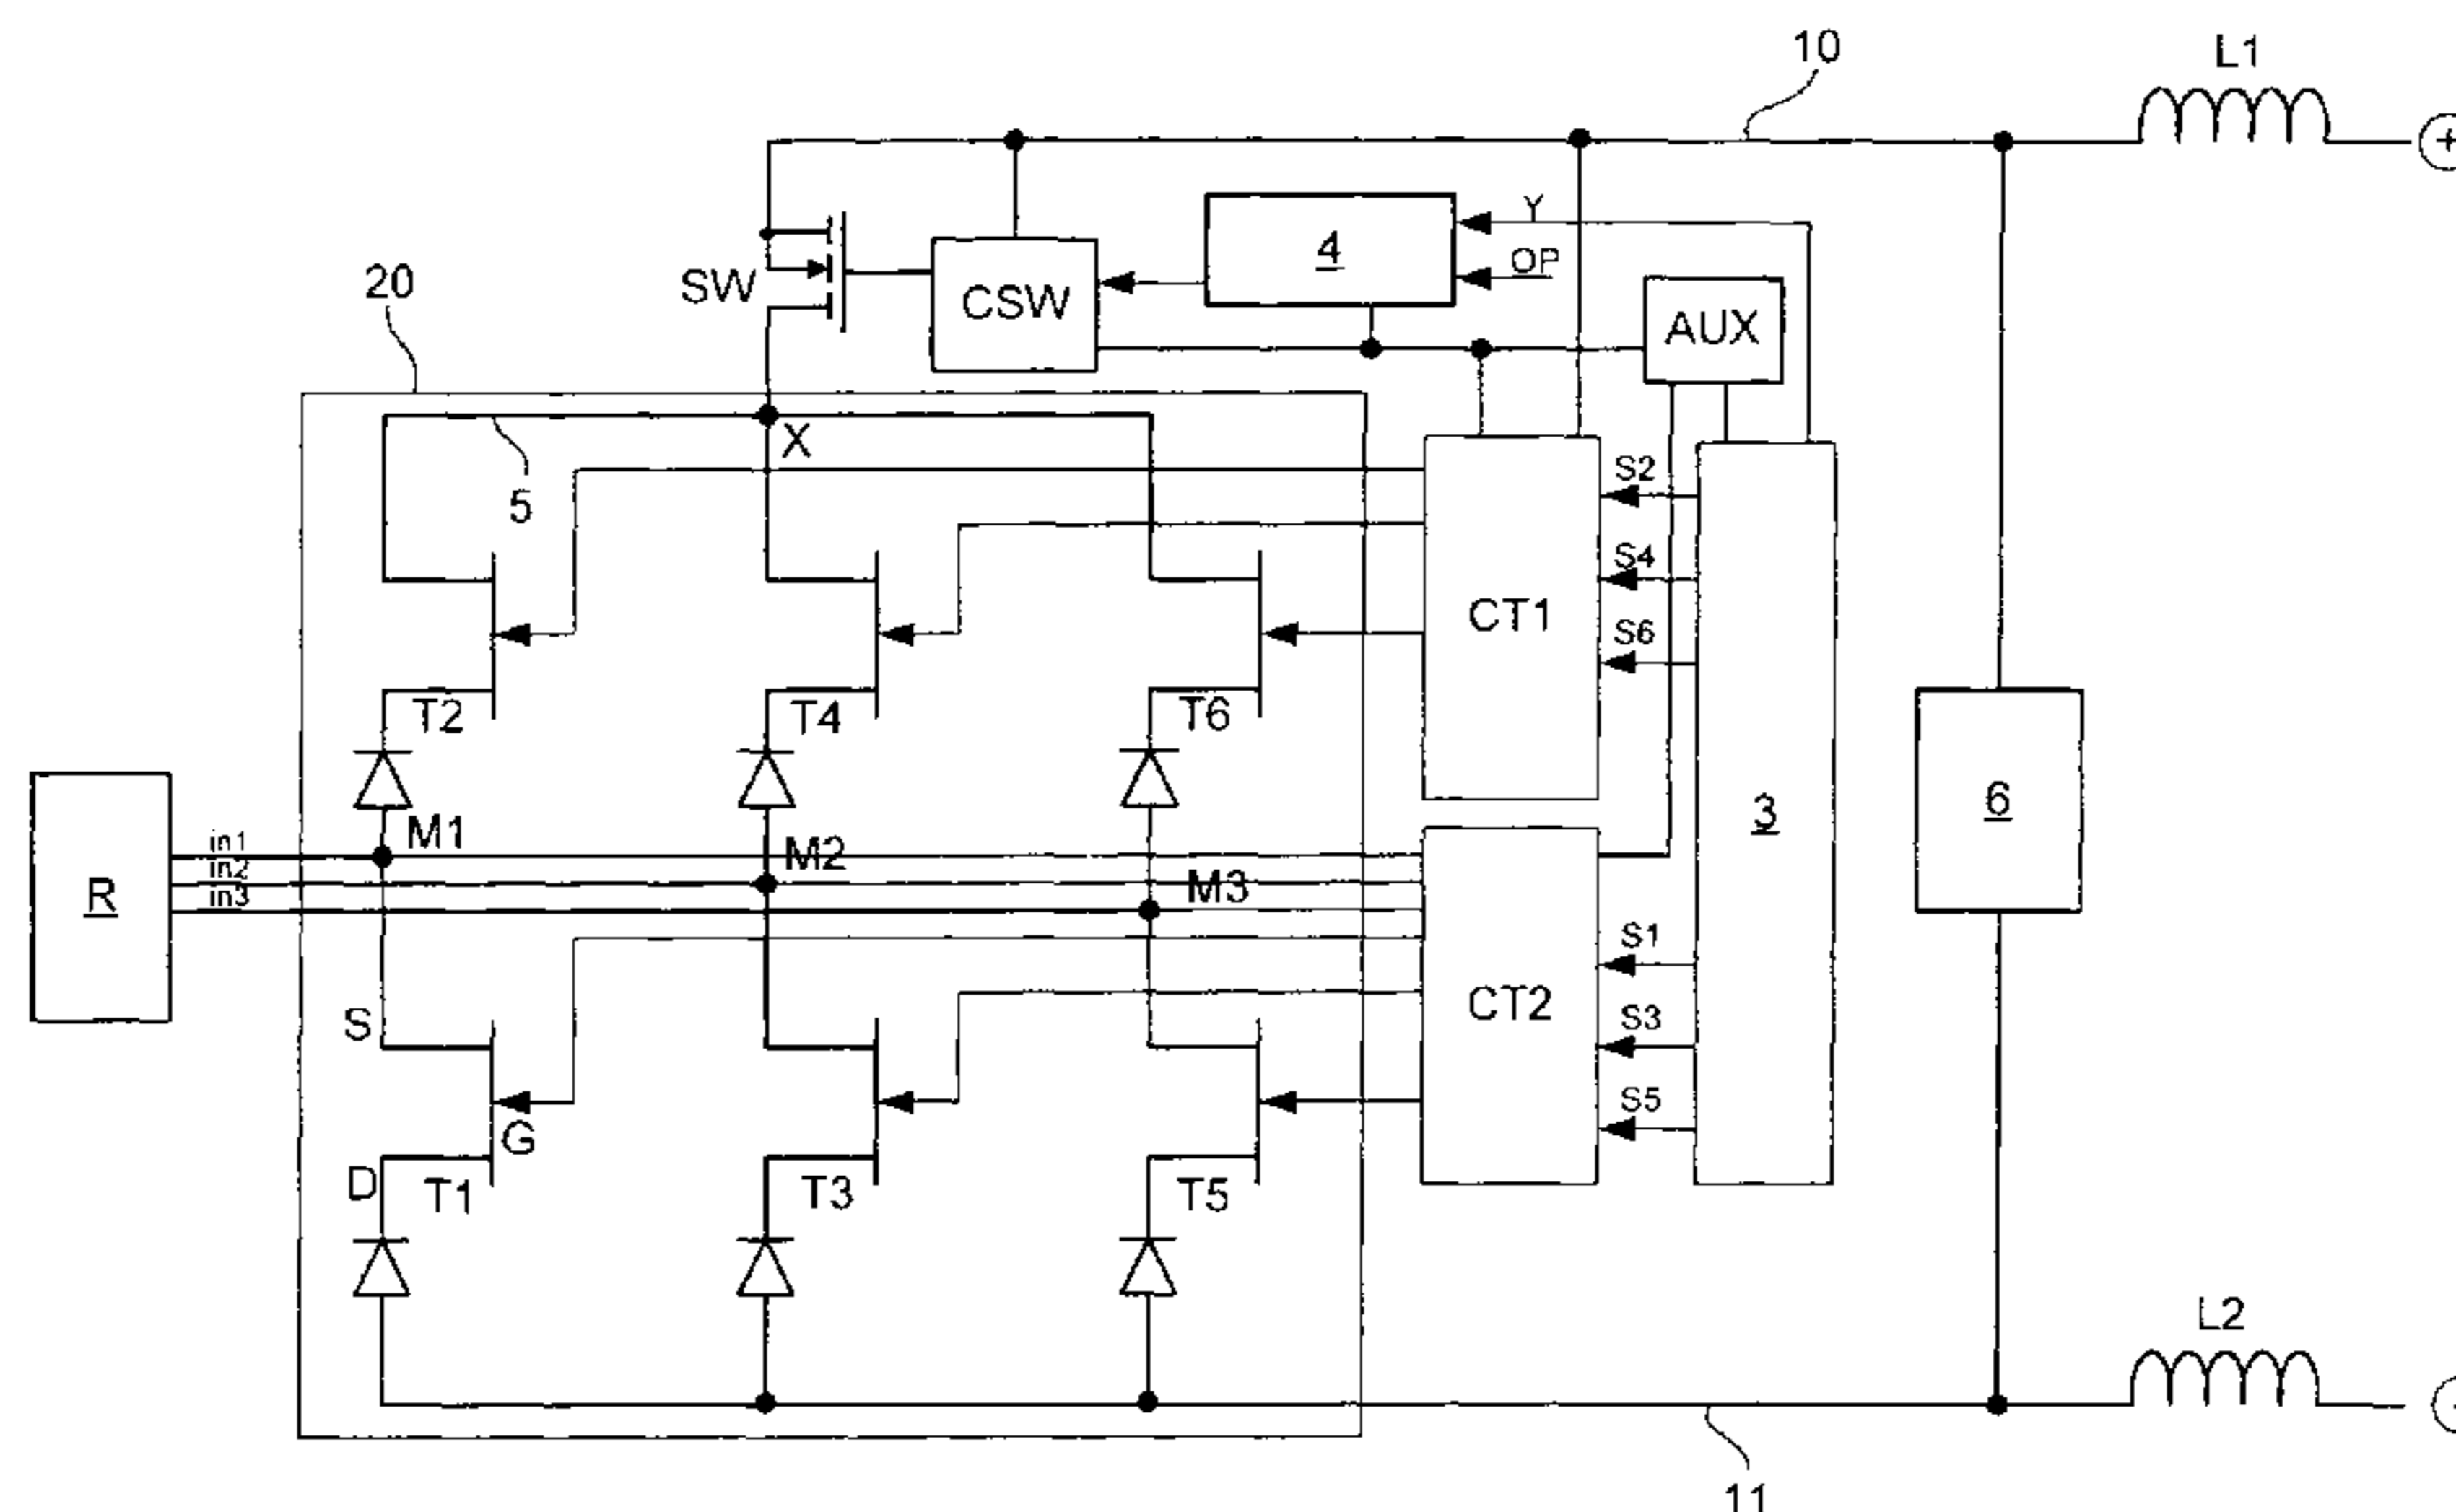 10
L1
+
Y
4
OP
SW
CSW
20
AUX
X
5
S2
S4
S6
CT1
3
T2
T4
T6
6
M1
M2
M3
in1
in2
in3
R
S1
S3
S5
CT2
S
G
D
T1
T3
T5
L2
-
11